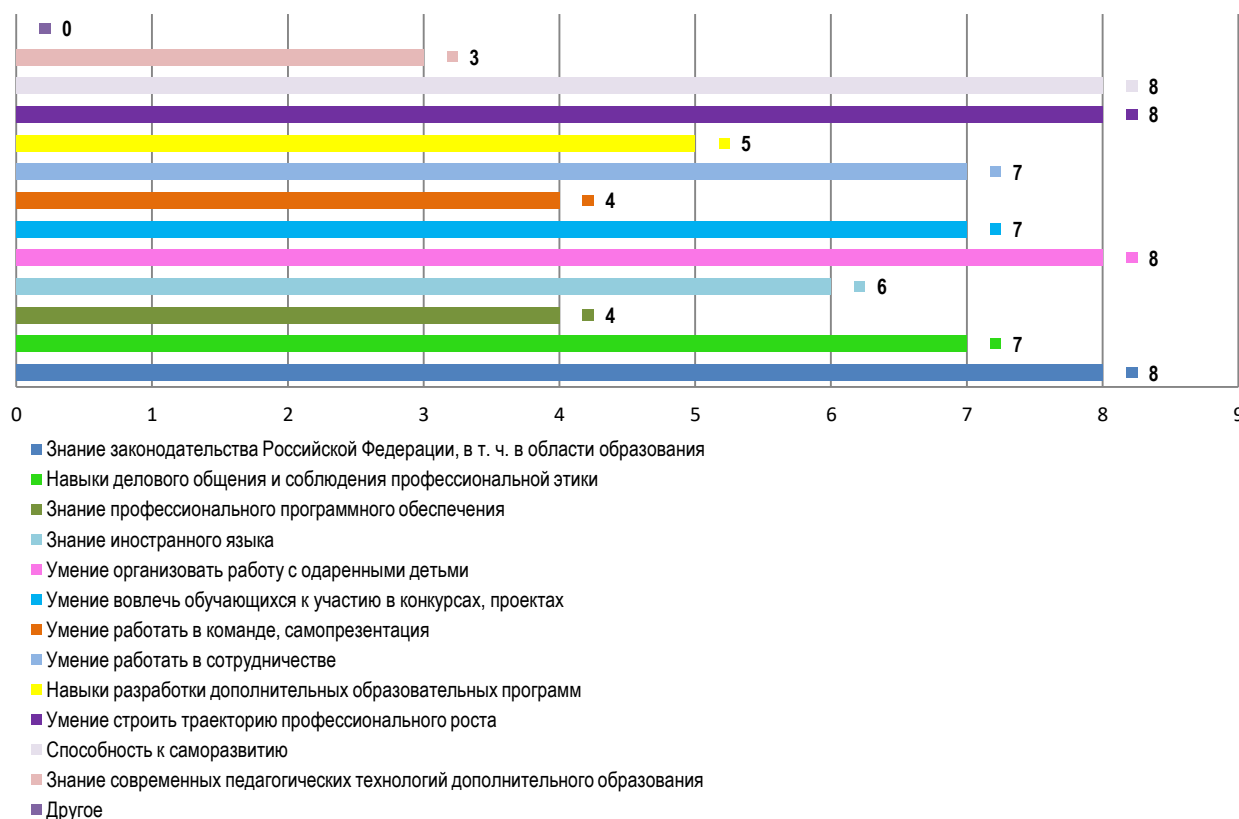 0
3
8
8
5
7
4
7
8
6
4
7
8
0 1 2 3 4 5 6 7 8 9
Знание законодательства Российской Федерации, в т. ч. в области образования
Навыки делового общения и соблюдения профессиональной этики
Знание профессионального программного обеспечения
Знание иностранного языка
Умение организовать работу с одаренными детьми
Умение вовлечь обучающихся к участию в конкурсах, проектах
Умение работать в команде, самопрезентация
Умение работать в сотрудничестве
Навыки разработки дополнительных образовательных программ
Умение строить траекторию профессионального роста
Способность к саморазвитию
Знание современных педагогических технологий дополнительного образования
Другое